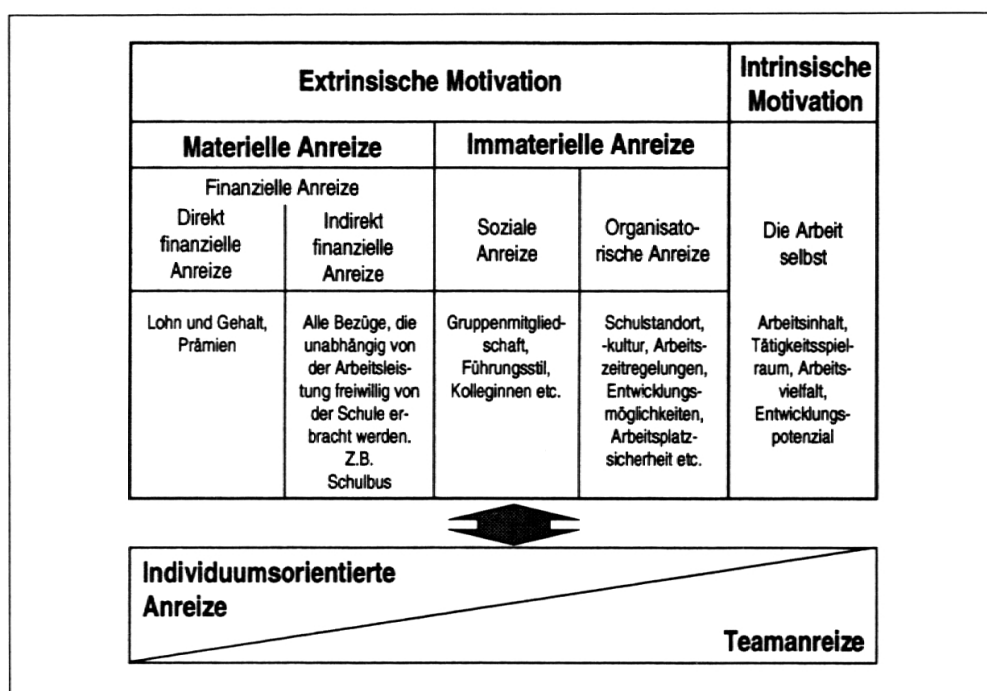 Extrinsische Motivation
Intrinsische
Motivation
Materielle Anreize
Immaterielle Anreize
Finanzielle Anreize
Direkt
finanzielle
Anreize
Indirekt
finanzielle
Anreize
Soziale
Anreize
Organisato-
rische Anreize
Die Arbeit
selbst
Lohn und Gehalt,
Prämien
Alle Bezüge, die
unabhängig von
der Arbeitsleis-
tung freiwillig von
der Schule er-
bracht werden.
Z.B.
Schulbus
Gruppenmitglied-
schaft,
Führungsstil,
Kolleginnen etc.
Schulstandort,
-kultur, Arbeits-
zeitregelungen,
Entwicklungs-
möglichkeiten,
Arbeitsplatz-
sicherheit etc.
Arbeitsinhalt,
Tätigkeitsspiel-
raum, Arbeits-
vielfalt,
Entwicklungs-
potenzial
Individuumsorientierte
Anreize
Teamanreize